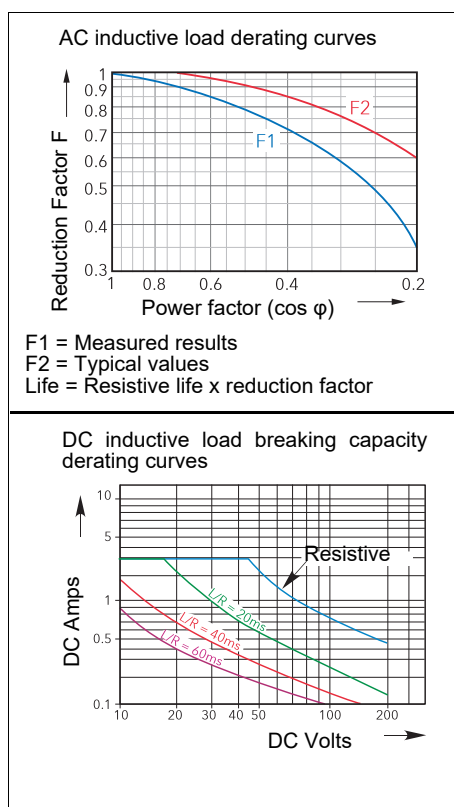 AC inductive load derating curves
Reduction Factor F
1
0.9
0.8
0.7
0.6
0.5
0.4
0.3
F2
F1
1 0.8 0.6 0.4 0.2
Power factor (cos φ)
F1 = Measured results
F2 = Typical values
Life = Resistive life x reduction factor
DC inductive load breaking capacity
derating curves
DC Amps
10
5
1
0.5
0.1
Resistive
L/R = 20ms
L/R = 40ms
L/R = 60ms
10 20 30 40 50 100 200
DC Volts